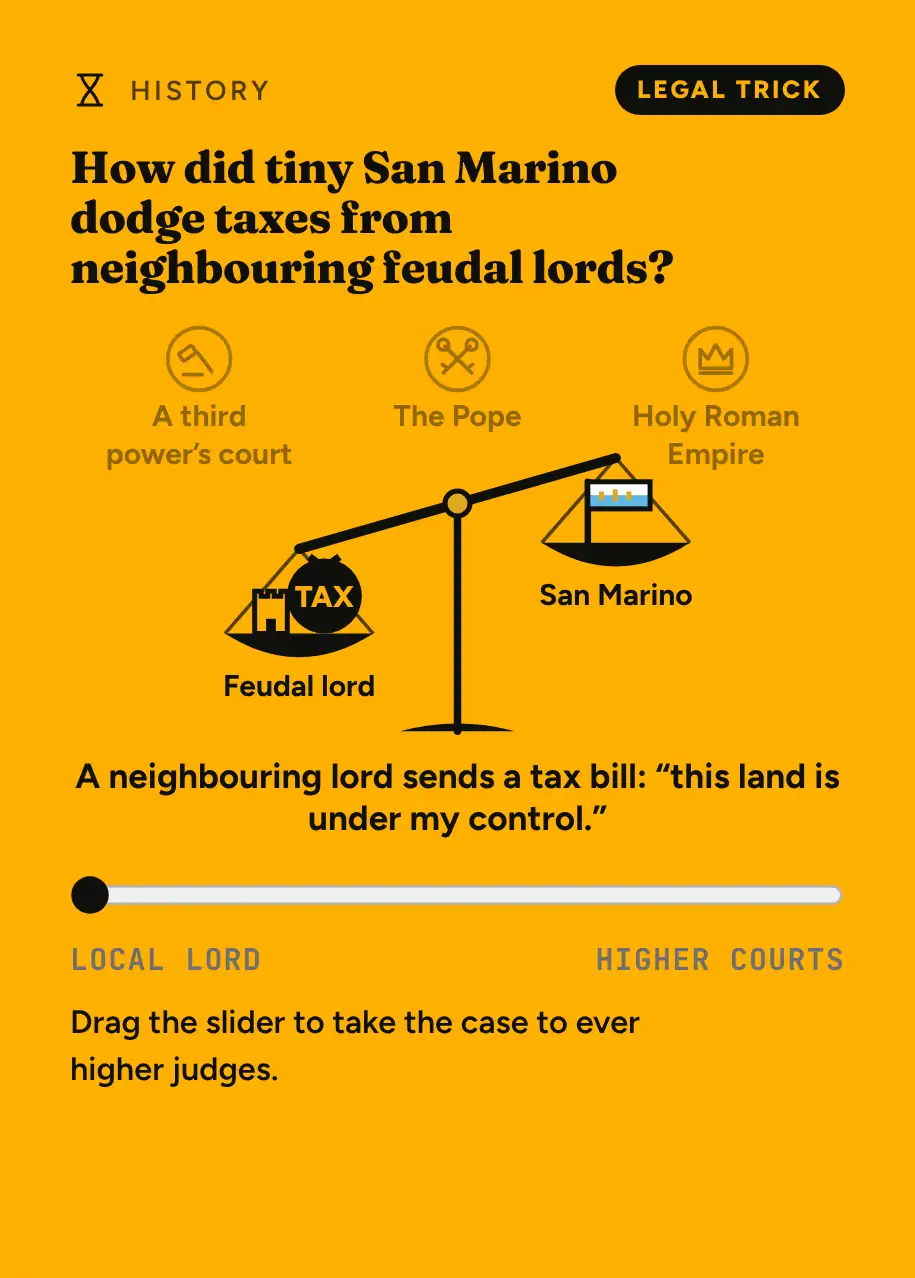 HISTORY
LEGAL TRICK
How did tiny San Marino
dodge taxes from
neighbouring feudal lords?
A third
power’s court
The Pope
Holy Roman
Empire
TAX
San Marino
Feudal lord
A neighbouring lord sends a tax bill: “this land is
under my control.”
LOCAL LORD
HIGHER COURTS
Drag the slider to take the case to ever
higher judges.